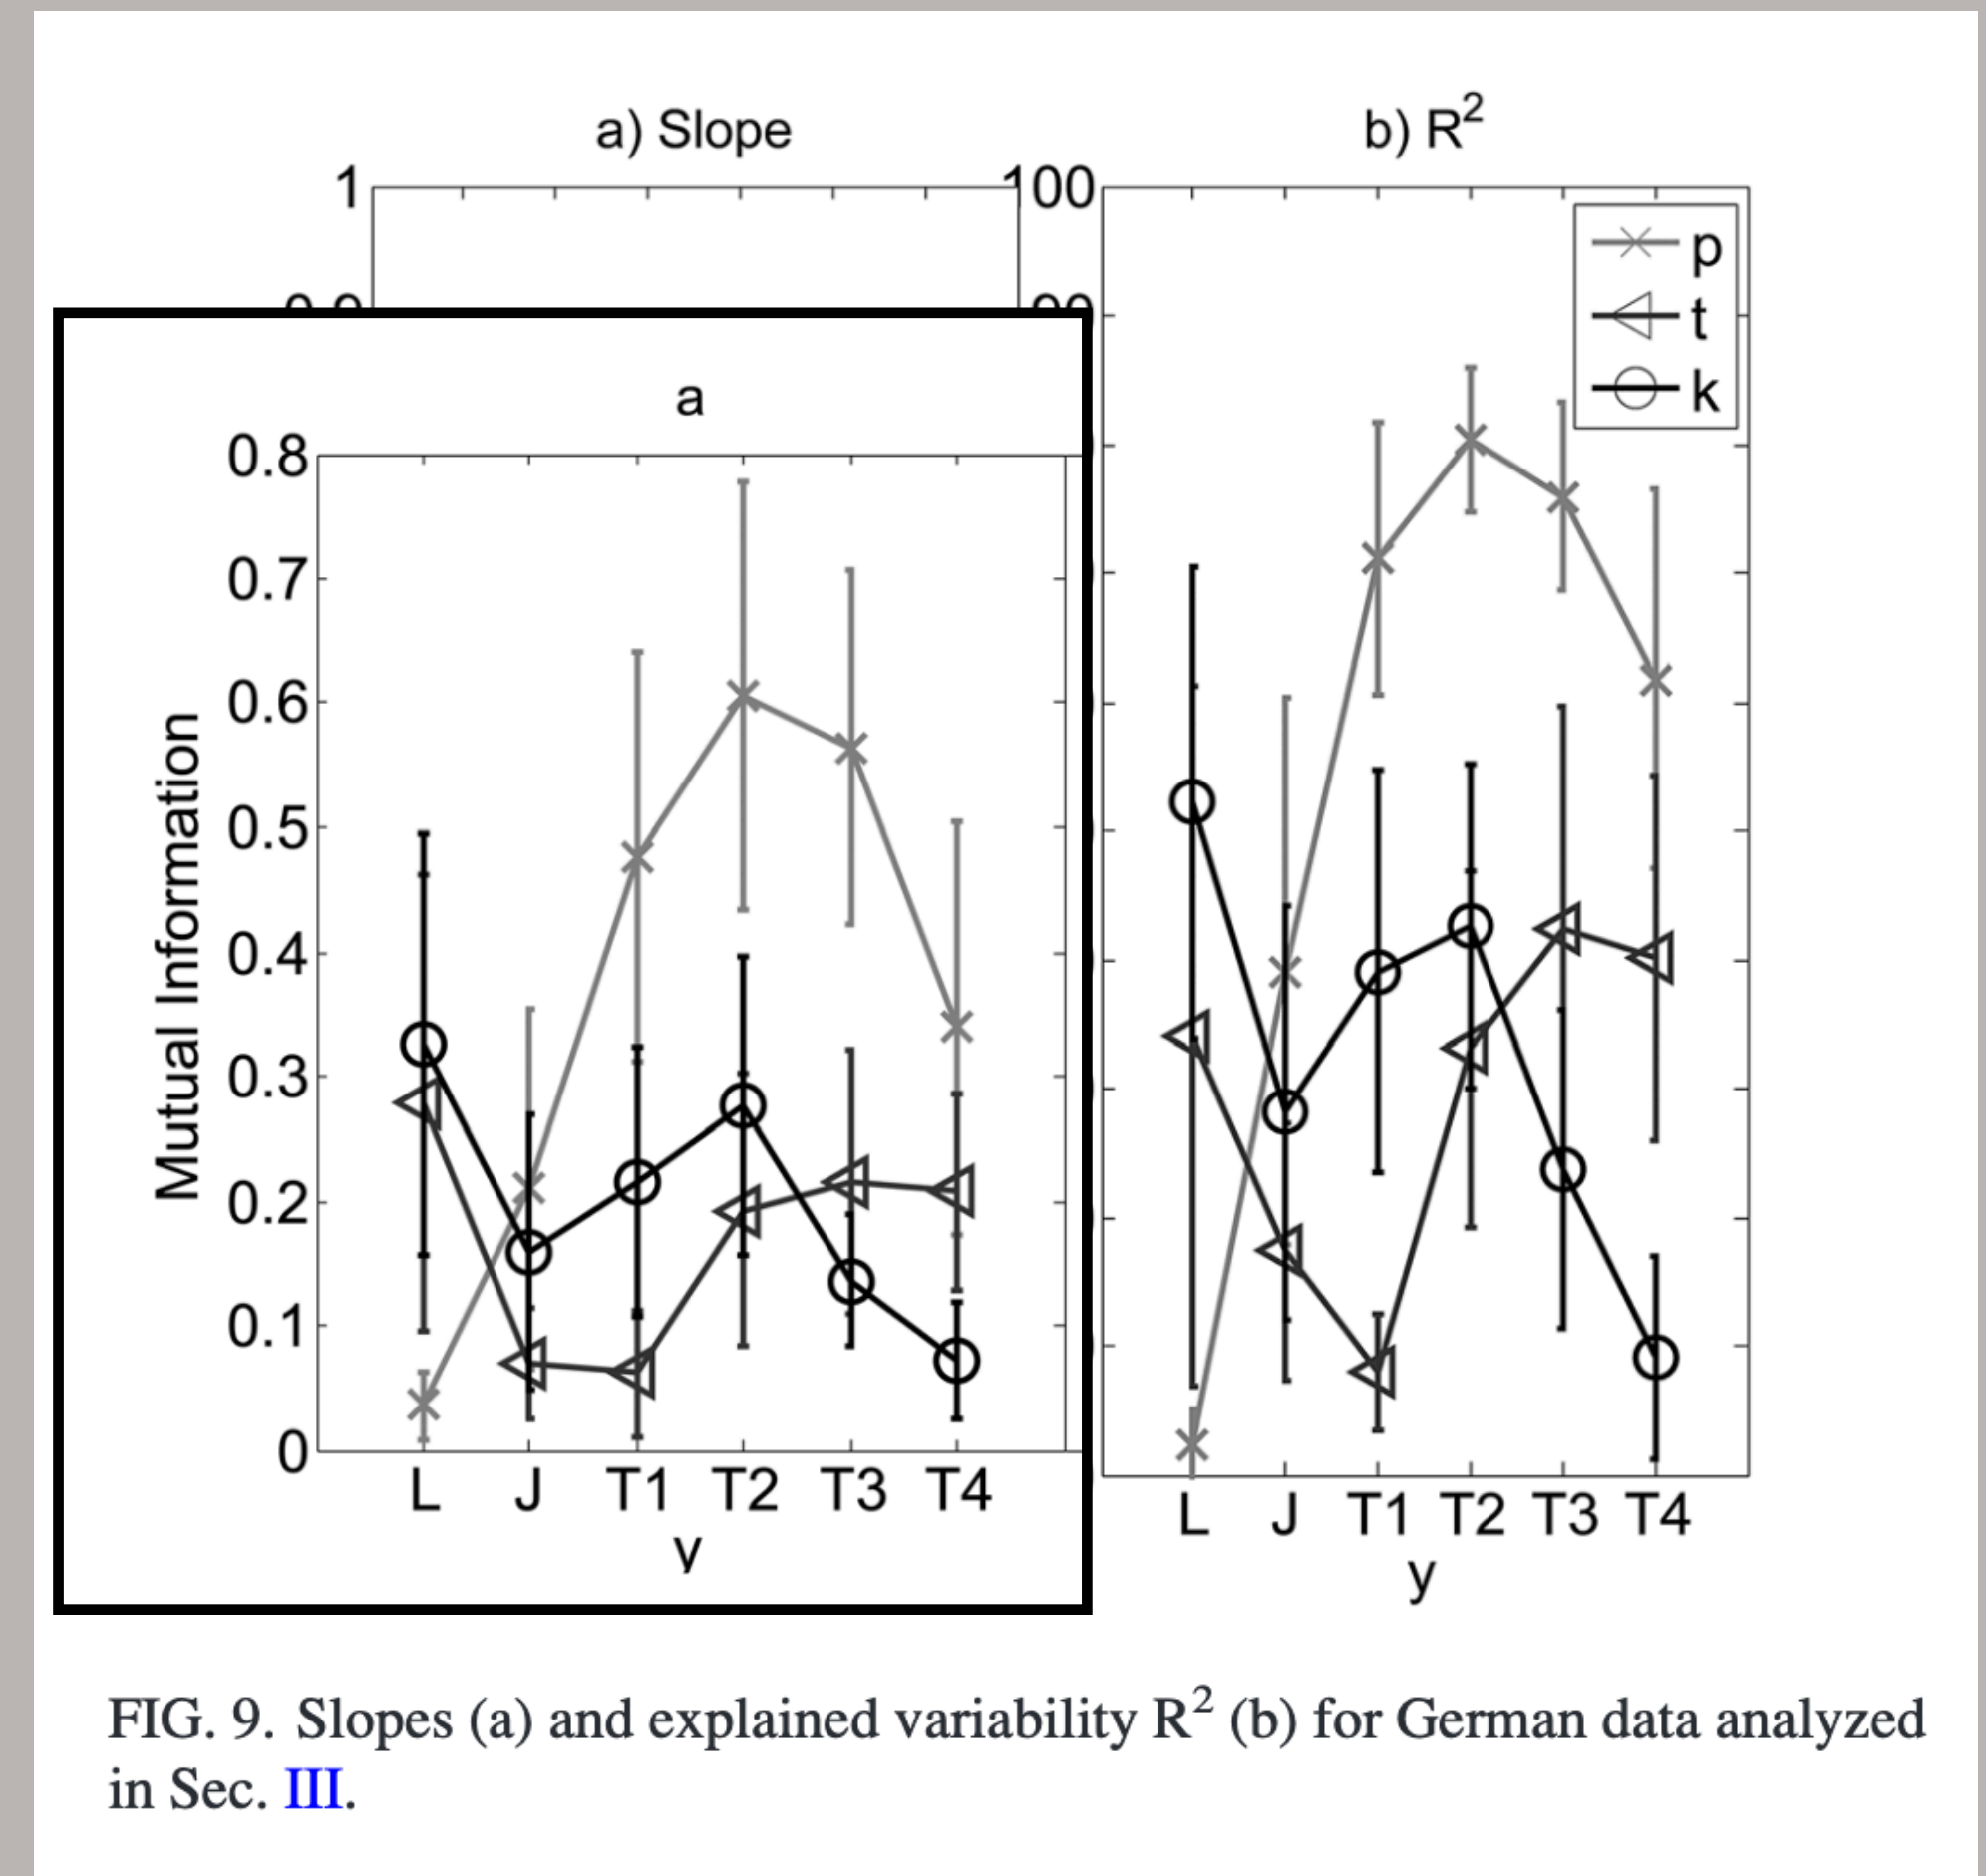 a) Slope
b) R²
1
100
p
t
k
a
0.8
0.7
0.6
0.5
0.4
0.3
0.2
0.1
0
Mutual Information
L J T1 T2 T3 T4
L J T1 T2 T3 T4
y
FIG. 9. Slopes (a) and explained variability R² (b) for German data analyzed
in Sec. III.